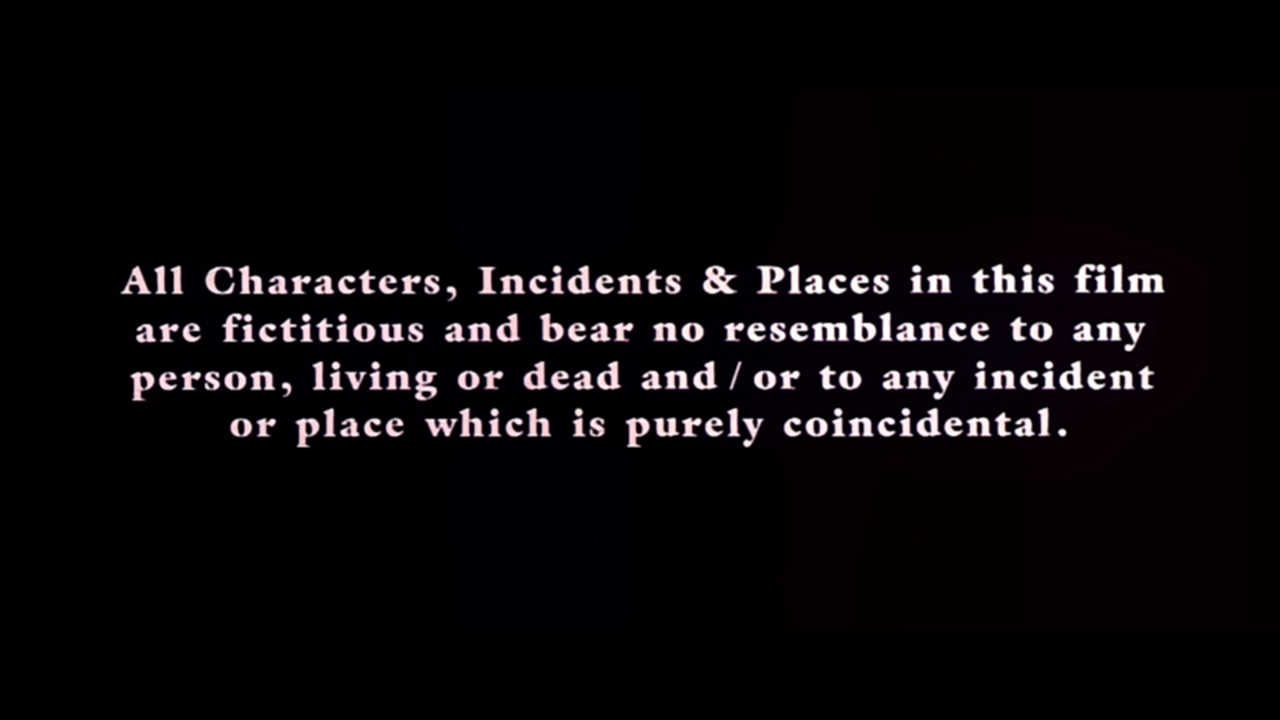 All Characters, Incidents & Places in this film
are fictitious and bear no resemblance to any
person, living or dead and / or to any incident
or place which is purely coincidental.